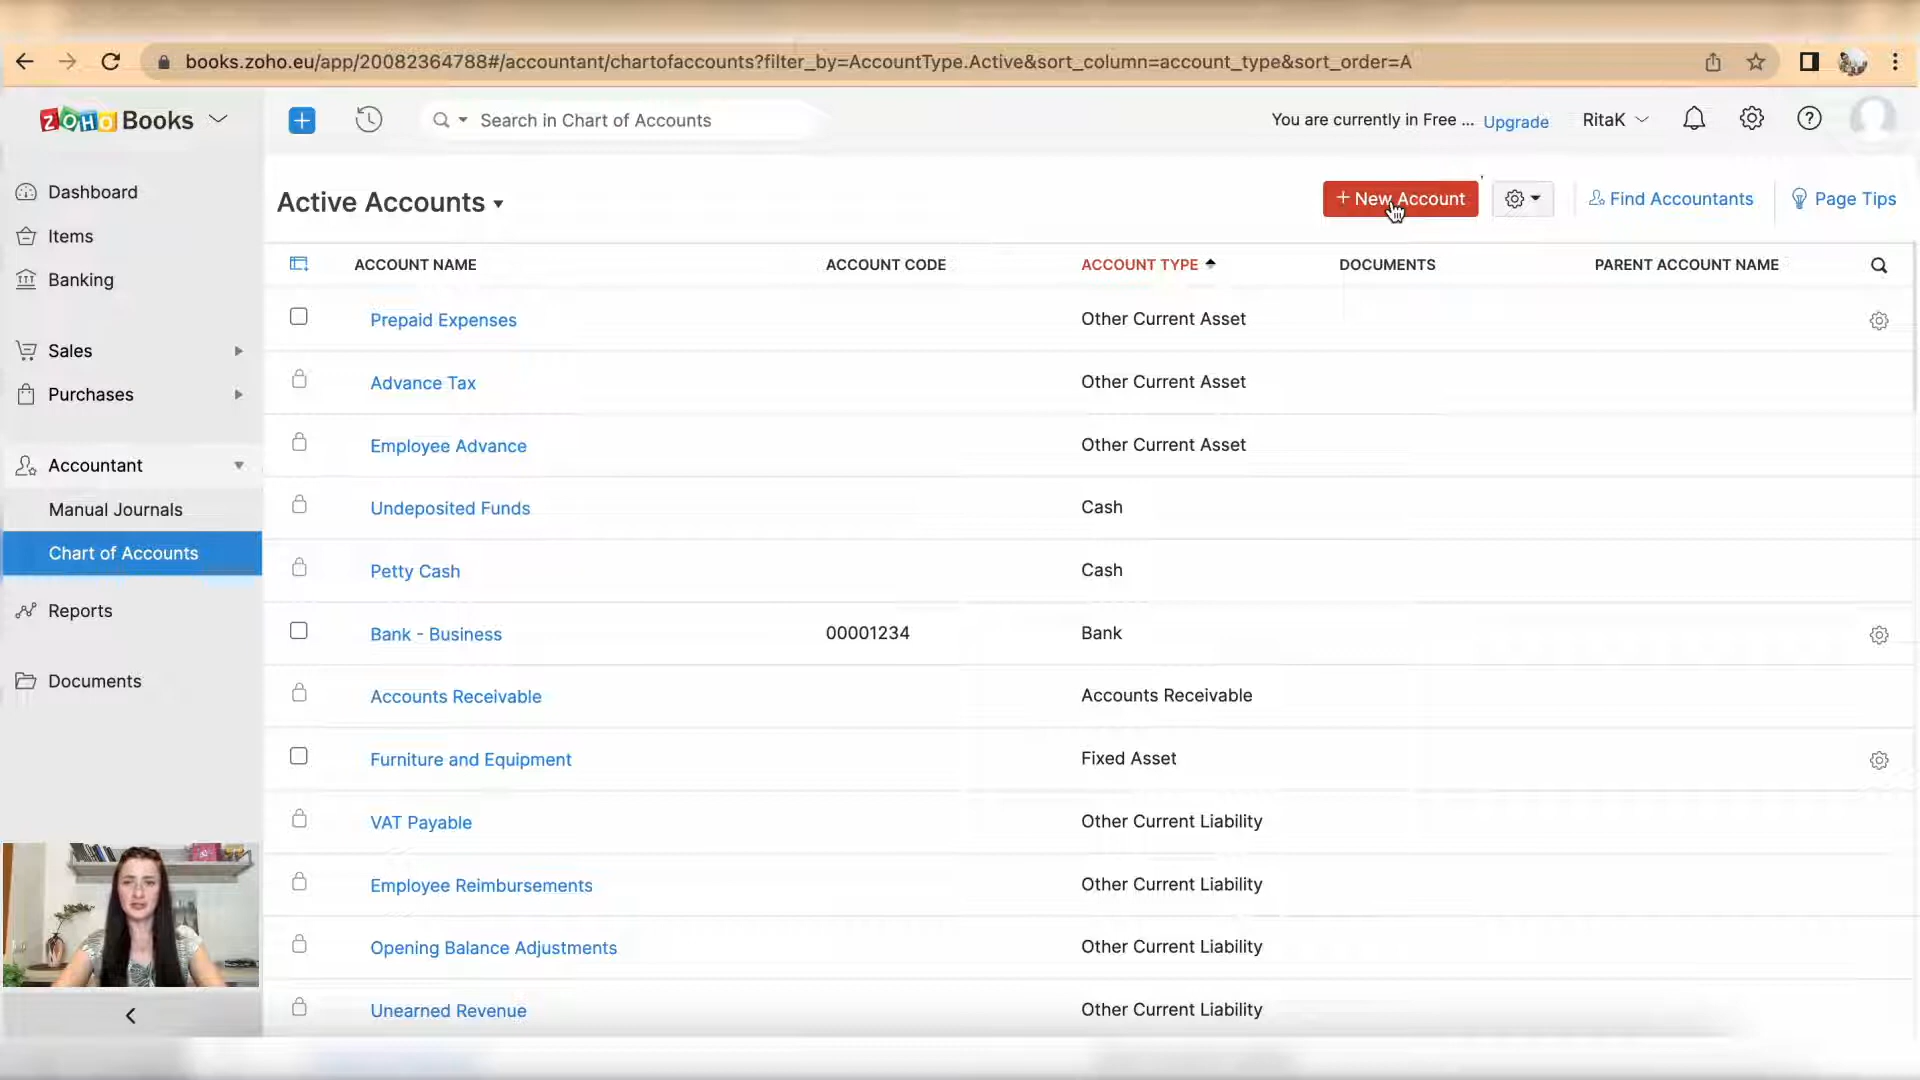 books.zoho.eu/app/20082364788#/accountant/chartofaccounts?filter_by=AccountType.Active&sort_column=account_type&sort_order=A
ZOHO Books
Search in Chart of Accounts
You are currently in Free ... Upgrade
RitaK
Dashboard
Items
Banking
Sales
Purchases
Accountant
Manual Journals
Chart of Accounts
Reports
Documents
Active Accounts
+ New Account
Find Accountants
Page Tips
ACCOUNT NAME ACCOUNT CODE ACCOUNT TYPE DOCUMENTS PARENT ACCOUNT NAME
Prepaid Expenses Other Current Asset
Advance Tax Other Current Asset
Employee Advance Other Current Asset
Undeposited Funds Cash
Petty Cash Cash
Bank - Business 00001234 Bank
Accounts Receivable Accounts Receivable
Furniture and Equipment Fixed Asset
VAT Payable Other Current Liability
Employee Reimbursements Other Current Liability
Opening Balance Adjustments Other Current Liability
Unearned Revenue Other Current Liability